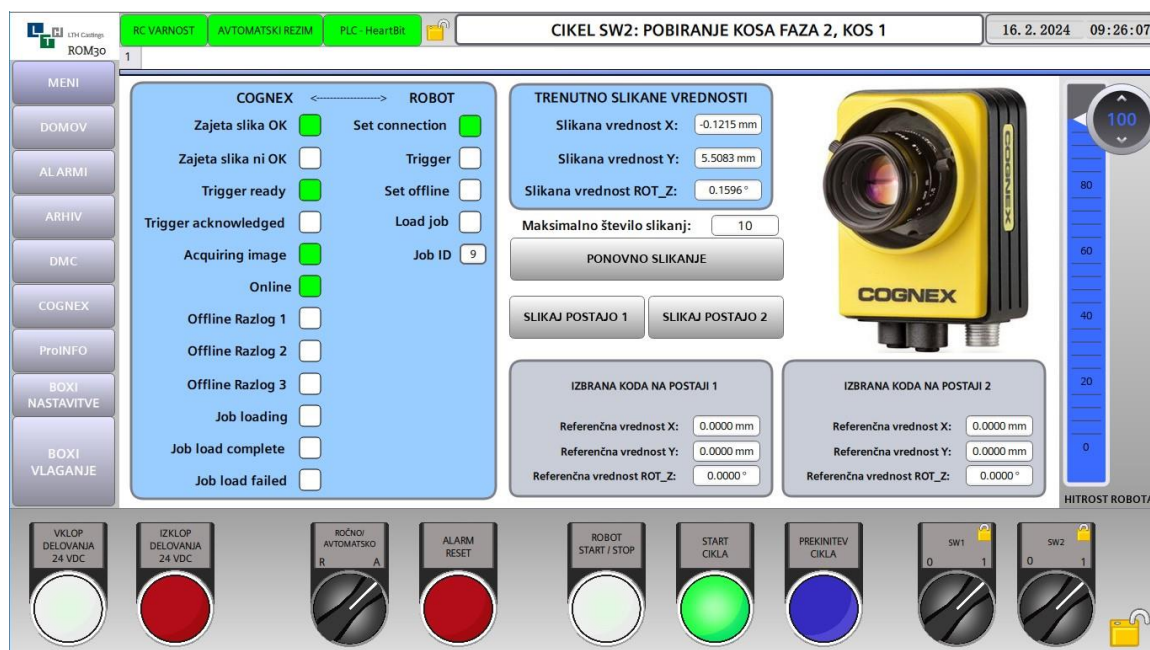 LTH Castings
ROM30
RC VARNOST
AVTOMATSKI REZIM
PLC - HeartBit
CIKEL SW2: POBIRANJE KOSA FAZA 2, KOS 1
16. 2. 2024 09:26:07
1
MENI
DOMOV
ALARMI
ARHIV
DMC
COGNEX
ProINFO
BOXI
NASTAVITVE
BOXI
VLAGANJE
COGNEX <-----------------> ROBOT
Zajeta slika OK
Set connection
Zajeta slika ni OK
Trigger
Trigger ready
Set offline
Trigger acknowledged
Load job
Acquiring image
Job ID 9
Online
Offline Razlog 1
Offline Razlog 2
Offline Razlog 3
Job loading
Job load complete
Job load failed
TRENUTNO SLIKANE VREDNOSTI
Slikana vrednost X: -0.1215 mm
Slikana vrednost Y: 5.5083 mm
Slikana vrednost ROT_Z: 0.1596 °
Maksimalno število slikanj: 10
PONOVNO SLIKANJE
SLIKAJ POSTAJO 1
SLIKAJ POSTAJO 2
COGNEX
COGNEX
IZBRANA KODA NA POSTAJI 1
Referenčna vrednost X: 0.0000 mm
Referenčna vrednost Y: 0.0000 mm
Referenčna vrednost ROT_Z: 0.0000 °
IZBRANA KODA NA POSTAJI 2
Referenčna vrednost X: 0.0000 mm
Referenčna vrednost Y: 0.0000 mm
Referenčna vrednost ROT_Z: 0.0000 °
100
80
60
40
20
0
HITROST ROBOTA
VKLOP
DELOVANJA
24 VDC
IZKLOP
DELOVANJA
24 VDC
ROČNO/
AVTOMATSKO
R A
ALARM
RESET
ROBOT
START / STOP
START
CIKLA
PREKINITEV
CIKLA
SW1
0 1
SW2
0 1